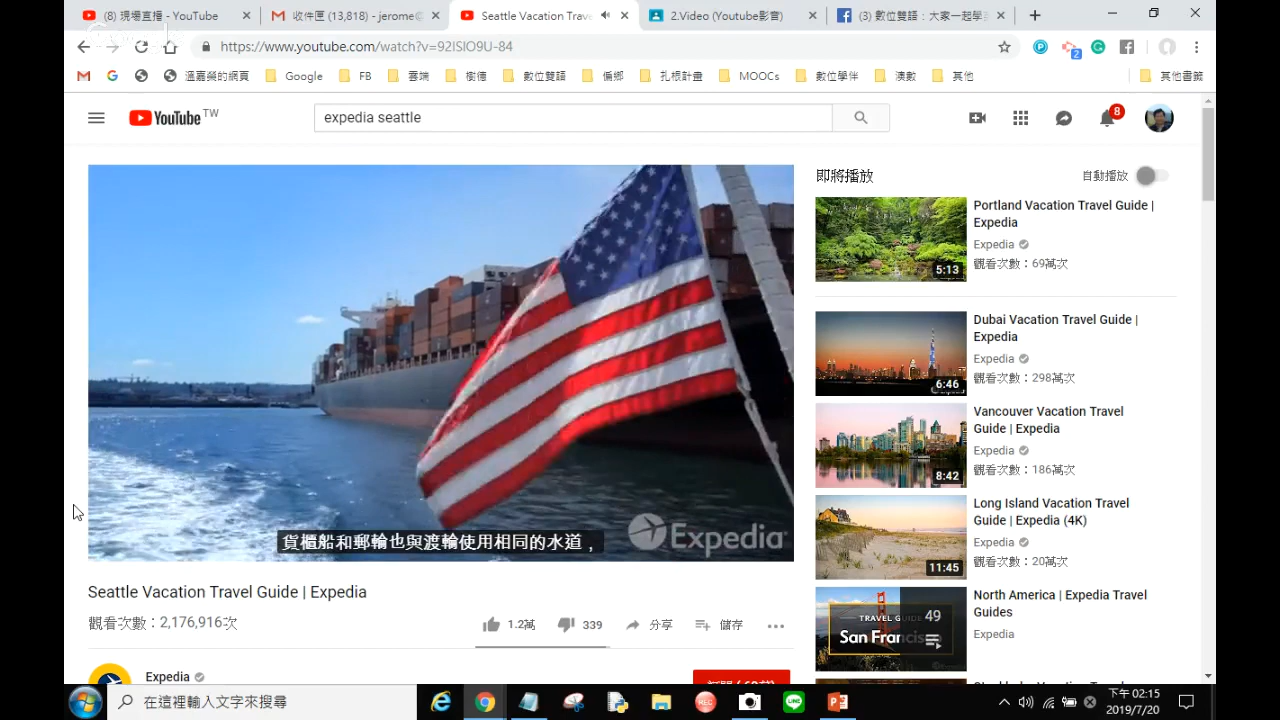 (8) 現場直播 - YouTube
收件匣 (13,818) - jerome@
Seattle Vacation Trave
2.Video (Youtube影音)
(3) 數位雙語：大家一起學
https://www.youtube.com/watch?v=92ISlO9U-84
2
溫嘉榮的網頁
Google
FB
雲端
樹德
數位雙語
偏鄉
扎根計畫
MOOCs
數位學伴
澳數
其他
其他書籤
YouTube TW
expedia seattle
8
即將播放
自動播放
Portland Vacation Travel Guide |
Expedia
Expedia
觀看次數：69萬次
5:13
Dubai Vacation Travel Guide |
Expedia
Expedia
觀看次數：298萬次
6:46
Vancouver Vacation Travel
Guide | Expedia
Expedia
觀看次數：186萬次
8:42
Long Island Vacation Travel
Guide | Expedia (4K)
Expedia
觀看次數：20萬次
11:45
North America | Expedia Travel
Guides
Expedia
TRAVEL GUIDE
San Francisco
49
貨櫃船和郵輪也與渡輪使用相同的水道，
Expedia
Seattle Vacation Travel Guide | Expedia
觀看次數：2,176,916次
1.2萬
339
分享
儲存
Expedia
在這裡輸入文字來搜尋
REC
下午 02:15
2019/7/20